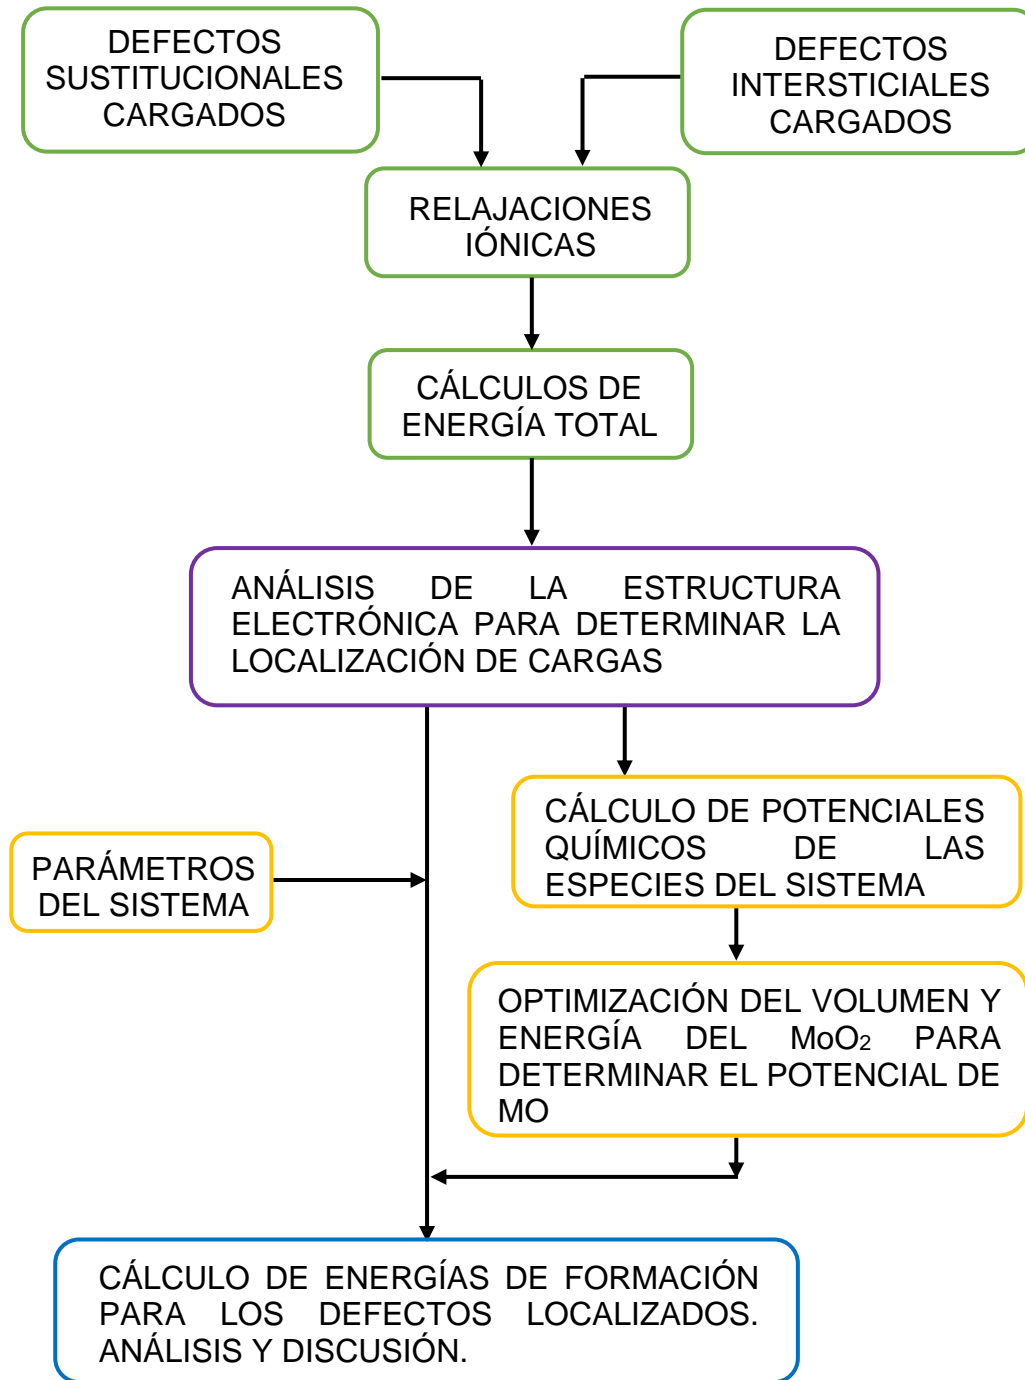 DEFECTOS
SUSTITUCIONALES
CARGADOS
DEFECTOS
INTERSTICIALES
CARGADOS
RELAJACIONES
IÓNICAS
CÁLCULOS DE
ENERGÍA TOTAL
ANÁLISIS DE LA ESTRUCTURA
ELECTRÓNICA PARA DETERMINAR LA
LOCALIZACIÓN DE CARGAS
CÁLCULO DE POTENCIALES
QUÍMICOS DE LAS
ESPECIES DEL SISTEMA
PARÁMETROS
DEL SISTEMA
OPTIMIZACIÓN DEL VOLUMEN Y
ENERGÍA DEL MoO₂ PARA
DETERMINAR EL POTENCIAL DE
MO
CÁLCULO DE ENERGÍAS DE FORMACIÓN
PARA LOS DEFECTOS LOCALIZADOS.
ANÁLISIS Y DISCUSIÓN.